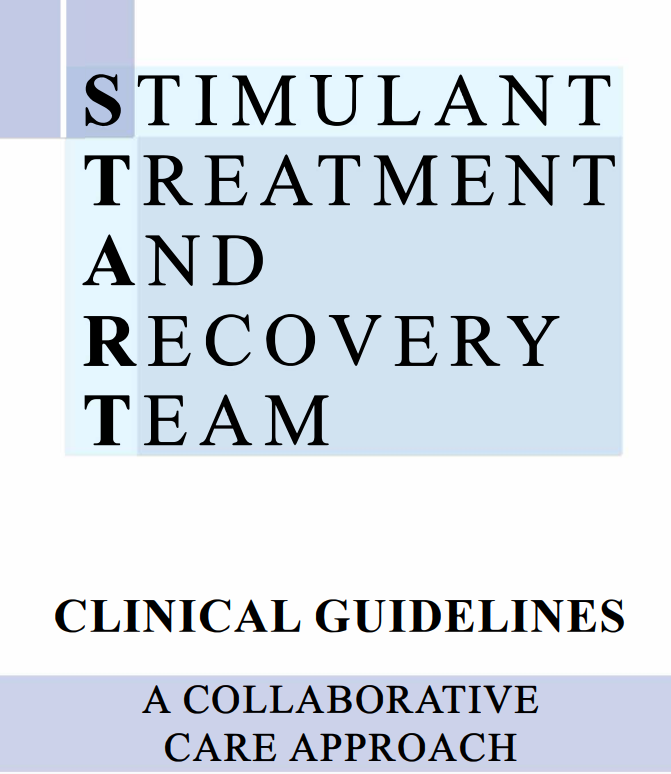 STIMULANT
TREATMENT
AND
RECOVERY
TEAM
CLINICAL GUIDELINES
A COLLABORATIVE
CARE APPROACH